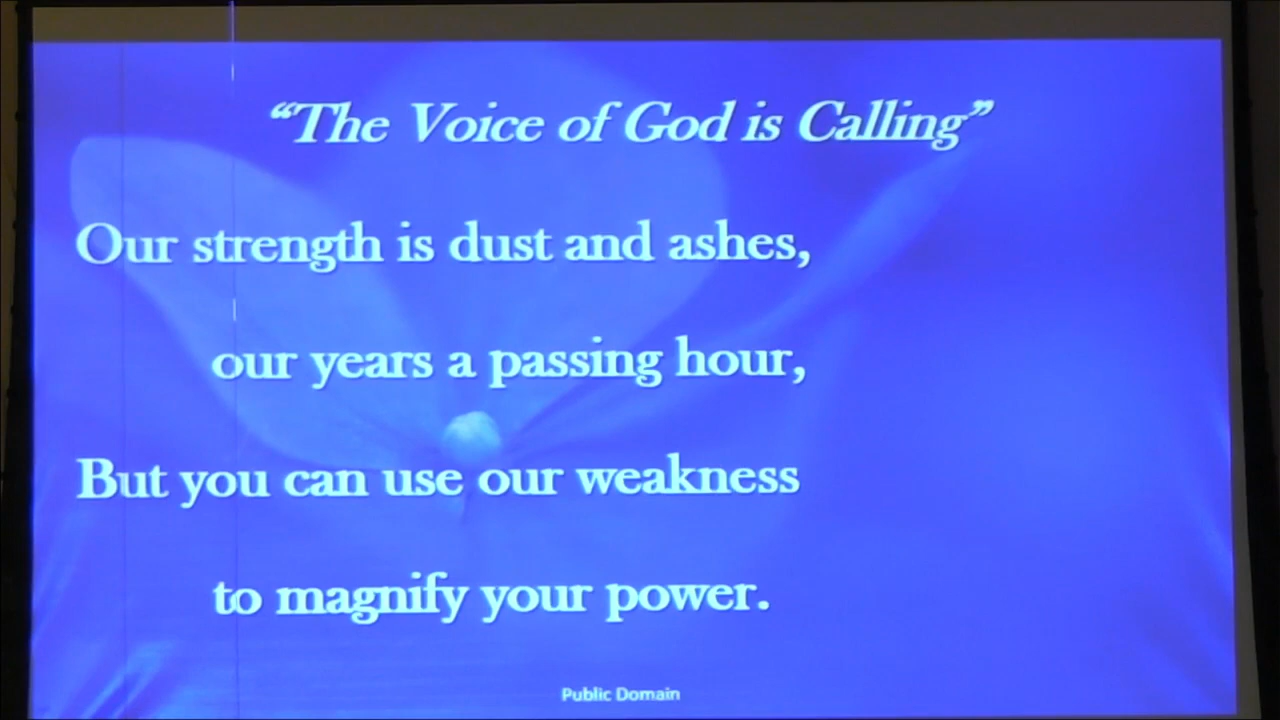 “The Voice of God is Calling”
Our strength is dust and ashes,
our years a passing hour,
But you can use our weakness
to magnify your power.
Public Domain